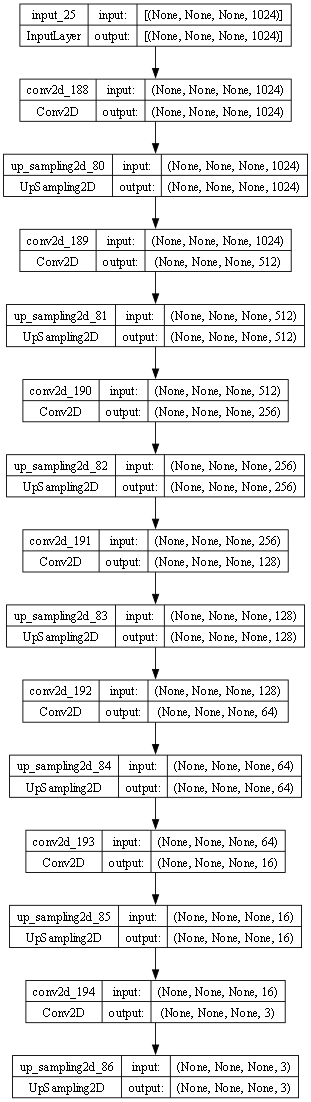 input_25 input: [(None, None, None, 1024)]
InputLayer output: [(None, None, None, 1024)]
conv2d_188 input: (None, None, None, 1024)
Conv2D output: (None, None, None, 1024)
up_sampling2d_80 input: (None, None, None, 1024)
UpSampling2D output: (None, None, None, 1024)
conv2d_189 input: (None, None, None, 1024)
Conv2D output: (None, None, None, 512)
up_sampling2d_81 input: (None, None, None, 512)
UpSampling2D output: (None, None, None, 512)
conv2d_190 input: (None, None, None, 512)
Conv2D output: (None, None, None, 256)
up_sampling2d_82 input: (None, None, None, 256)
UpSampling2D output: (None, None, None, 256)
conv2d_191 input: (None, None, None, 256)
Conv2D output: (None, None, None, 128)
up_sampling2d_83 input: (None, None, None, 128)
UpSampling2D output: (None, None, None, 128)
conv2d_192 input: (None, None, None, 128)
Conv2D output: (None, None, None, 64)
up_sampling2d_84 input: (None, None, None, 64)
UpSampling2D output: (None, None, None, 64)
conv2d_193 input: (None, None, None, 64)
Conv2D output: (None, None, None, 16)
up_sampling2d_85 input: (None, None, None, 16)
UpSampling2D output: (None, None, None, 16)
conv2d_194 input: (None, None, None, 16)
Conv2D output: (None, None, None, 3)
up_sampling2d_86 input: (None, None, None, 3)
UpSampling2D output: (None, None, None, 3)